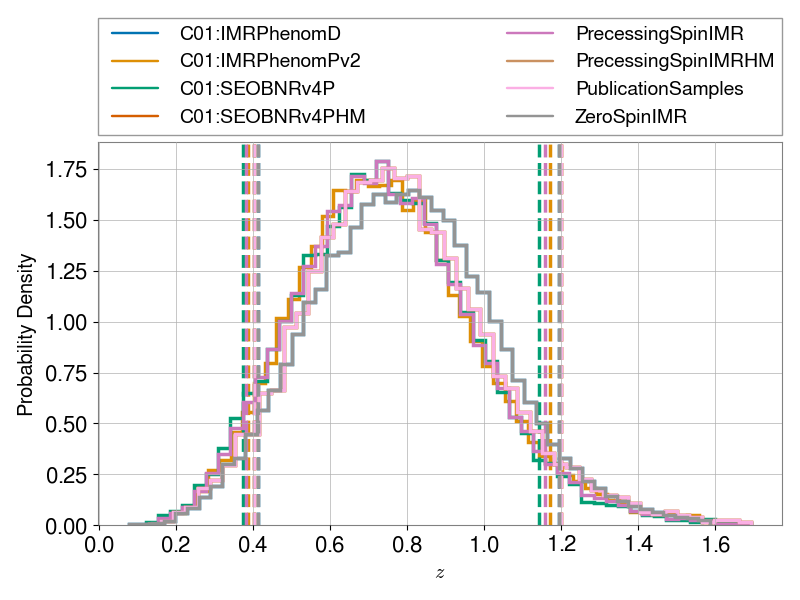 C01:IMRPhenomD
C01:IMRPhenomPv2
C01:SEOBNRv4P
C01:SEOBNRv4PHM
PrecessingSpinIMR
PrecessingSpinIMRHM
PublicationSamples
ZeroSpinIMR
Probability Density
1.75
1.50
1.25
1.00
0.75
0.50
0.25
0.00
0.0 0.2 0.4 0.6 0.8 1.0 1.2 1.4 1.6
z